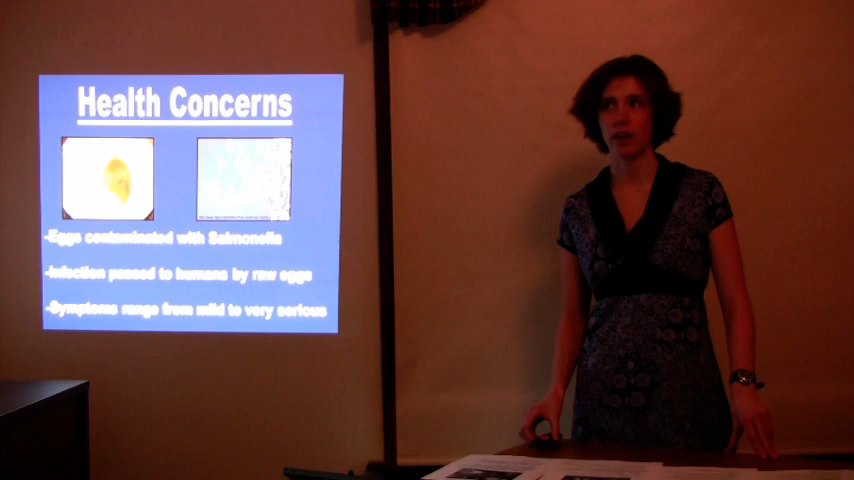 Health Concerns
-Eggs contaminated with Salmonella
-Infection passed to humans by raw eggs
-Symptoms range from mild to very serious